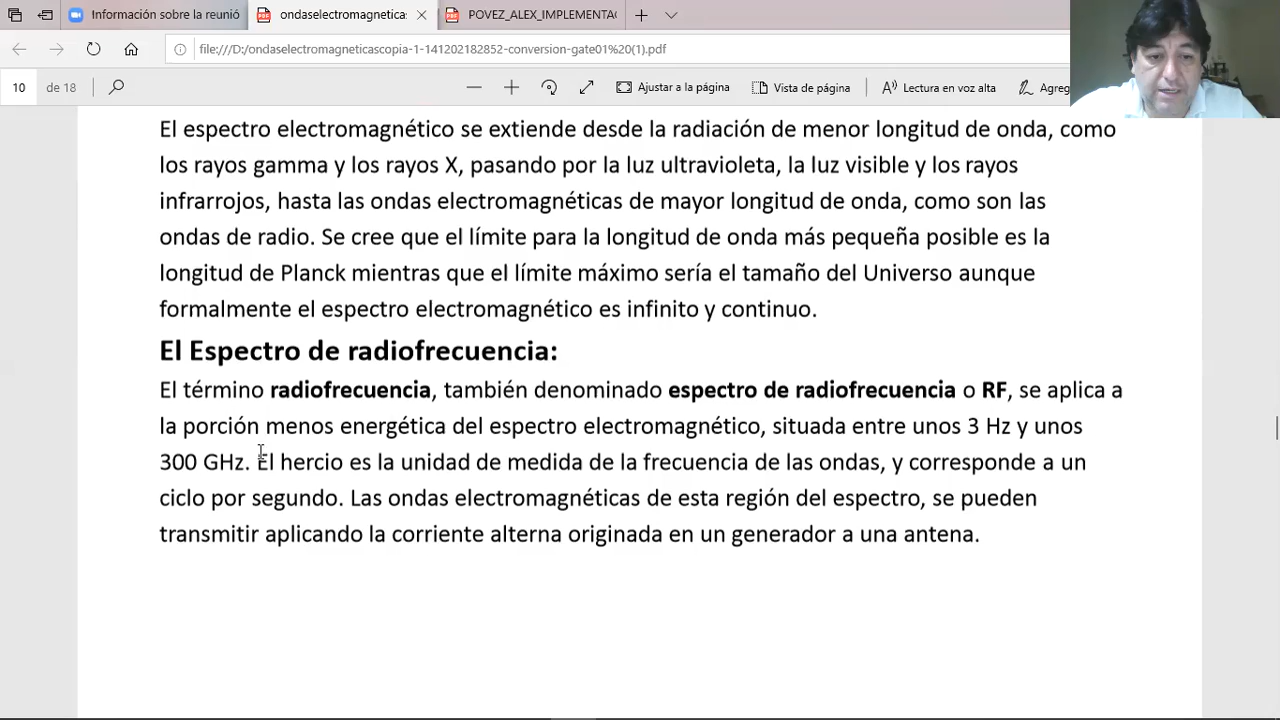 Información sobre la reunió
ondaselectromagneticas
POVEZ_ALEX_IMPLEMENTAC
file:///D:/ondaselectromagneticascopia-1-141202182852-conversion-gate01%20(1).pdf
10 de 18
Ajustar a la página
Vista de página
Lectura en voz alta
Agreg
El espectro electromagnético se extiende desde la radiación de menor longitud de onda, como
los rayos gamma y los rayos X, pasando por la luz ultravioleta, la luz visible y los rayos
infrarrojos, hasta las ondas electromagnéticas de mayor longitud de onda, como son las
ondas de radio. Se cree que el límite para la longitud de onda más pequeña posible es la
longitud de Planck mientras que el límite máximo sería el tamaño del Universo aunque
formalmente el espectro electromagnético es infinito y continuo.
El Espectro de radiofrecuencia:
El término radiofrecuencia, también denominado espectro de radiofrecuencia o RF, se aplica a
la porción menos energética del espectro electromagnético, situada entre unos 3 Hz y unos
300 GHz. El hercio es la unidad de medida de la frecuencia de las ondas, y corresponde a un
ciclo por segundo. Las ondas electromagnéticas de esta región del espectro, se pueden
transmitir aplicando la corriente alterna originada en un generador a una antena.